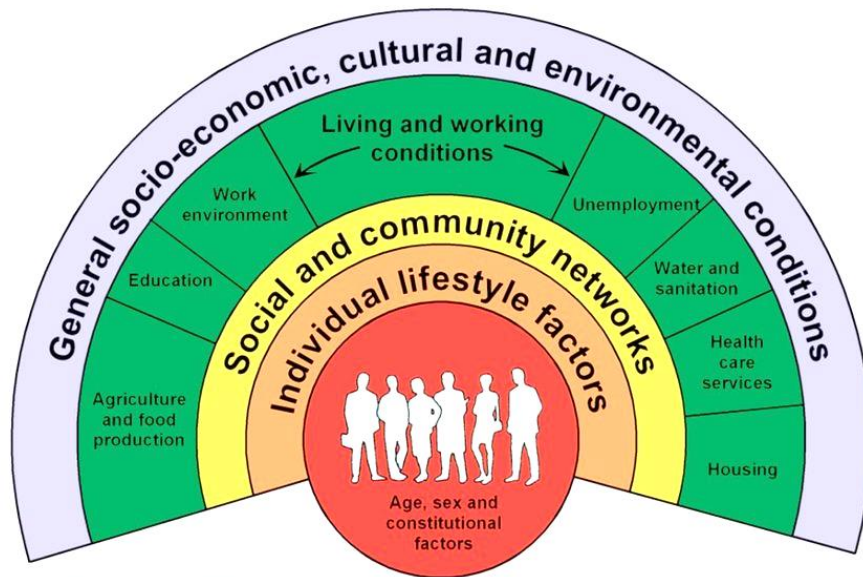 General socio-economic, cultural and environmental conditions
Living and working
conditions
Work
environment
Unemployment
Education
Water and
sanitation
Agriculture
and food
production
Health
care
services
Housing
Social and community networks
Individual lifestyle factors
Age, sex and
constitutional
factors